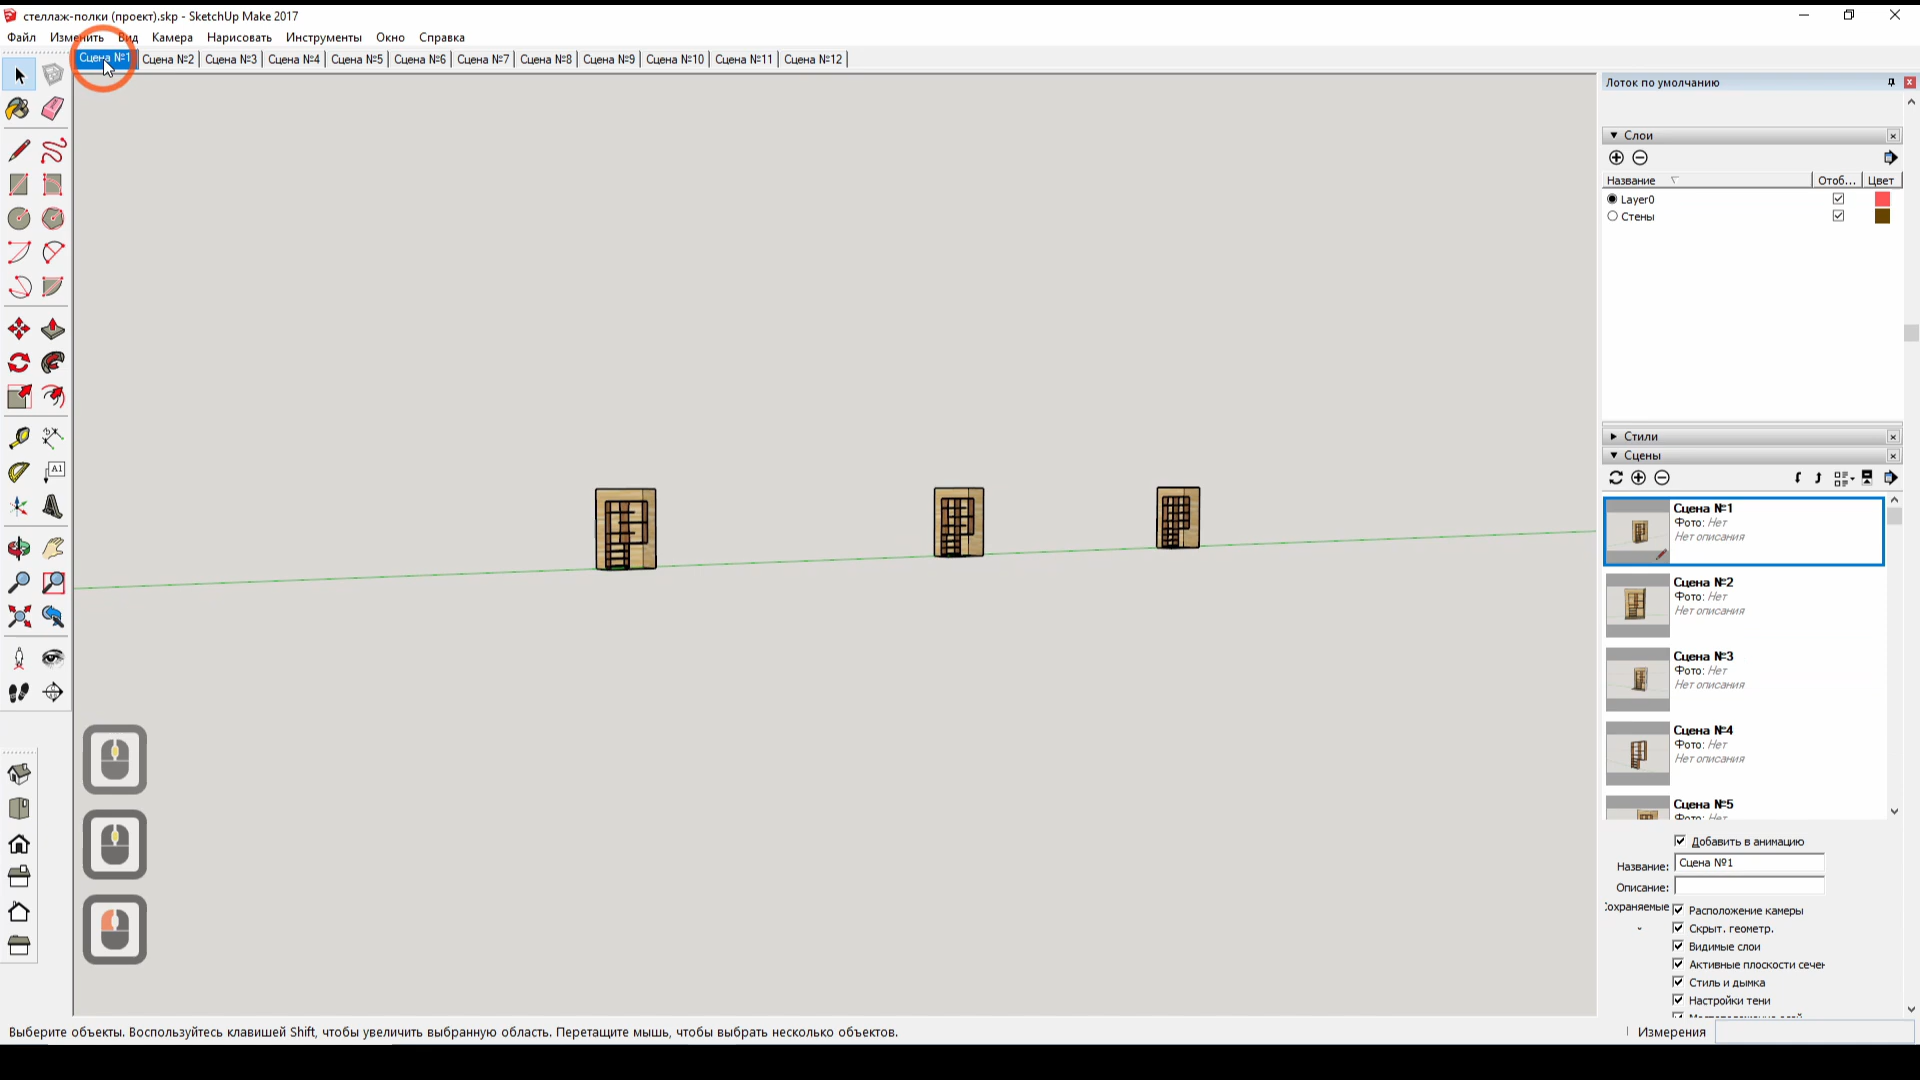 стеллаж-полки (проект).skp - SketchUp Make 2017
Файл Изменить Вид Камера Нарисовать Инструменты Окно Справка
Сцена №1 Сцена №2 Сцена №3 Сцена №4 Сцена №5 Сцена №6 Сцена №7 Сцена №8 Сцена №9 Сцена №10 Сцена №11 Сцена №12
Лоток по умолчанию
Слои
Название Отоб... Цвет
Layer0
Стены
Стили
Сцены
Сцена №1
Фото: Нет
Нет описания
Сцена №2
Фото: Нет
Нет описания
Сцена №3
Фото: Нет
Нет описания
Сцена №4
Фото: Нет
Нет описания
Сцена №5
Фото: Нет
Добавить в анимацию
Название: Сцена №1
Описание:
Сохраняемые Расположение камеры
Скрыт. геометр.
Видимые слои
Активные плоскости сечен
Стиль и дымка
Настройки тени
A1
Выберите объекты. Воспользуйтесь клавишей Shift, чтобы увеличить выбранную область. Перетащите мышь, чтобы выбрать несколько объектов.
Измерения